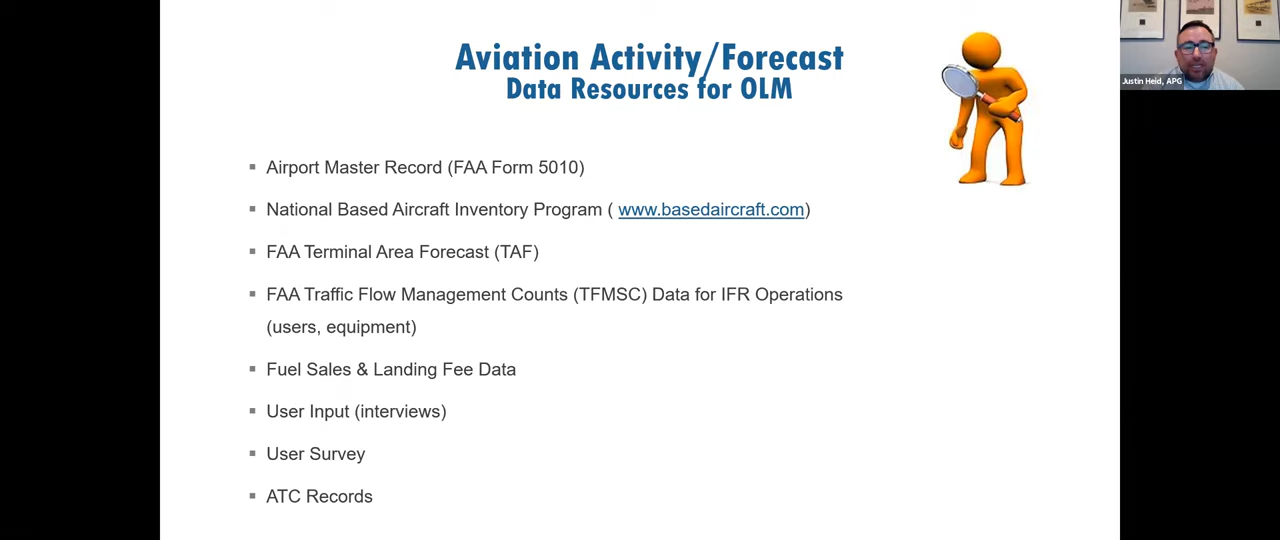 Aviation Activity/Forecast
Data Resources for OLM
Justin Heid, APG
Airport Master Record (FAA Form 5010)
National Based Aircraft Inventory Program ( www.basedaircraft.com)
FAA Terminal Area Forecast (TAF)
FAA Traffic Flow Management Counts (TFMSC) Data for IFR Operations
(users, equipment)
Fuel Sales & Landing Fee Data
User Input (interviews)
User Survey
ATC Records